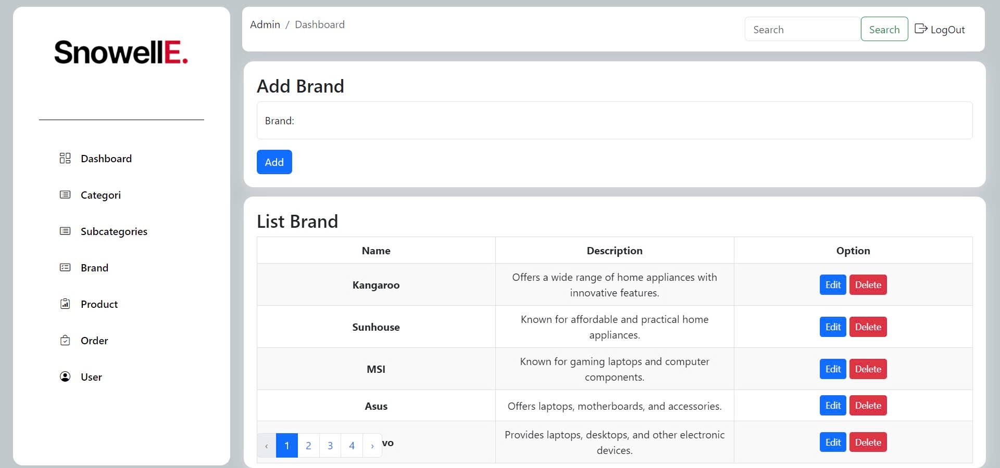 SnowellE.
Dashboard
Categori
Subcategories
Brand
Product
Order
User
Admin / Dashboard
Search Search LogOut
Add Brand
Brand:
Add
List Brand
Name Description Option
Kangaroo Offers a wide range of home appliances with
innovative features. Edit Delete
Sunhouse Known for affordable and practical home
appliances. Edit Delete
MSI Known for gaming laptops and computer
components. Edit Delete
Asus Offers laptops, motherboards, and accessories. Edit Delete
vo Provides laptops, desktops, and other electronic
devices. Edit Delete
‹ 1 2 3 4 ›